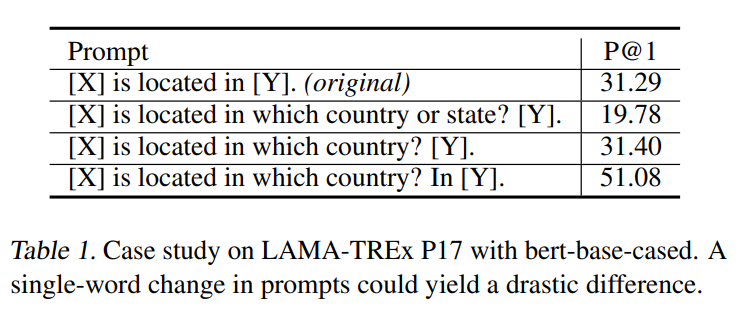 Prompt P@1
[X] is located in [Y]. (original) 31.29
[X] is located in which country or state? [Y]. 19.78
[X] is located in which country? [Y]. 31.40
[X] is located in which country? In [Y]. 51.08
Table 1. Case study on LAMA-TREx P17 with bert-base-cased. A
single-word change in prompts could yield a drastic difference.